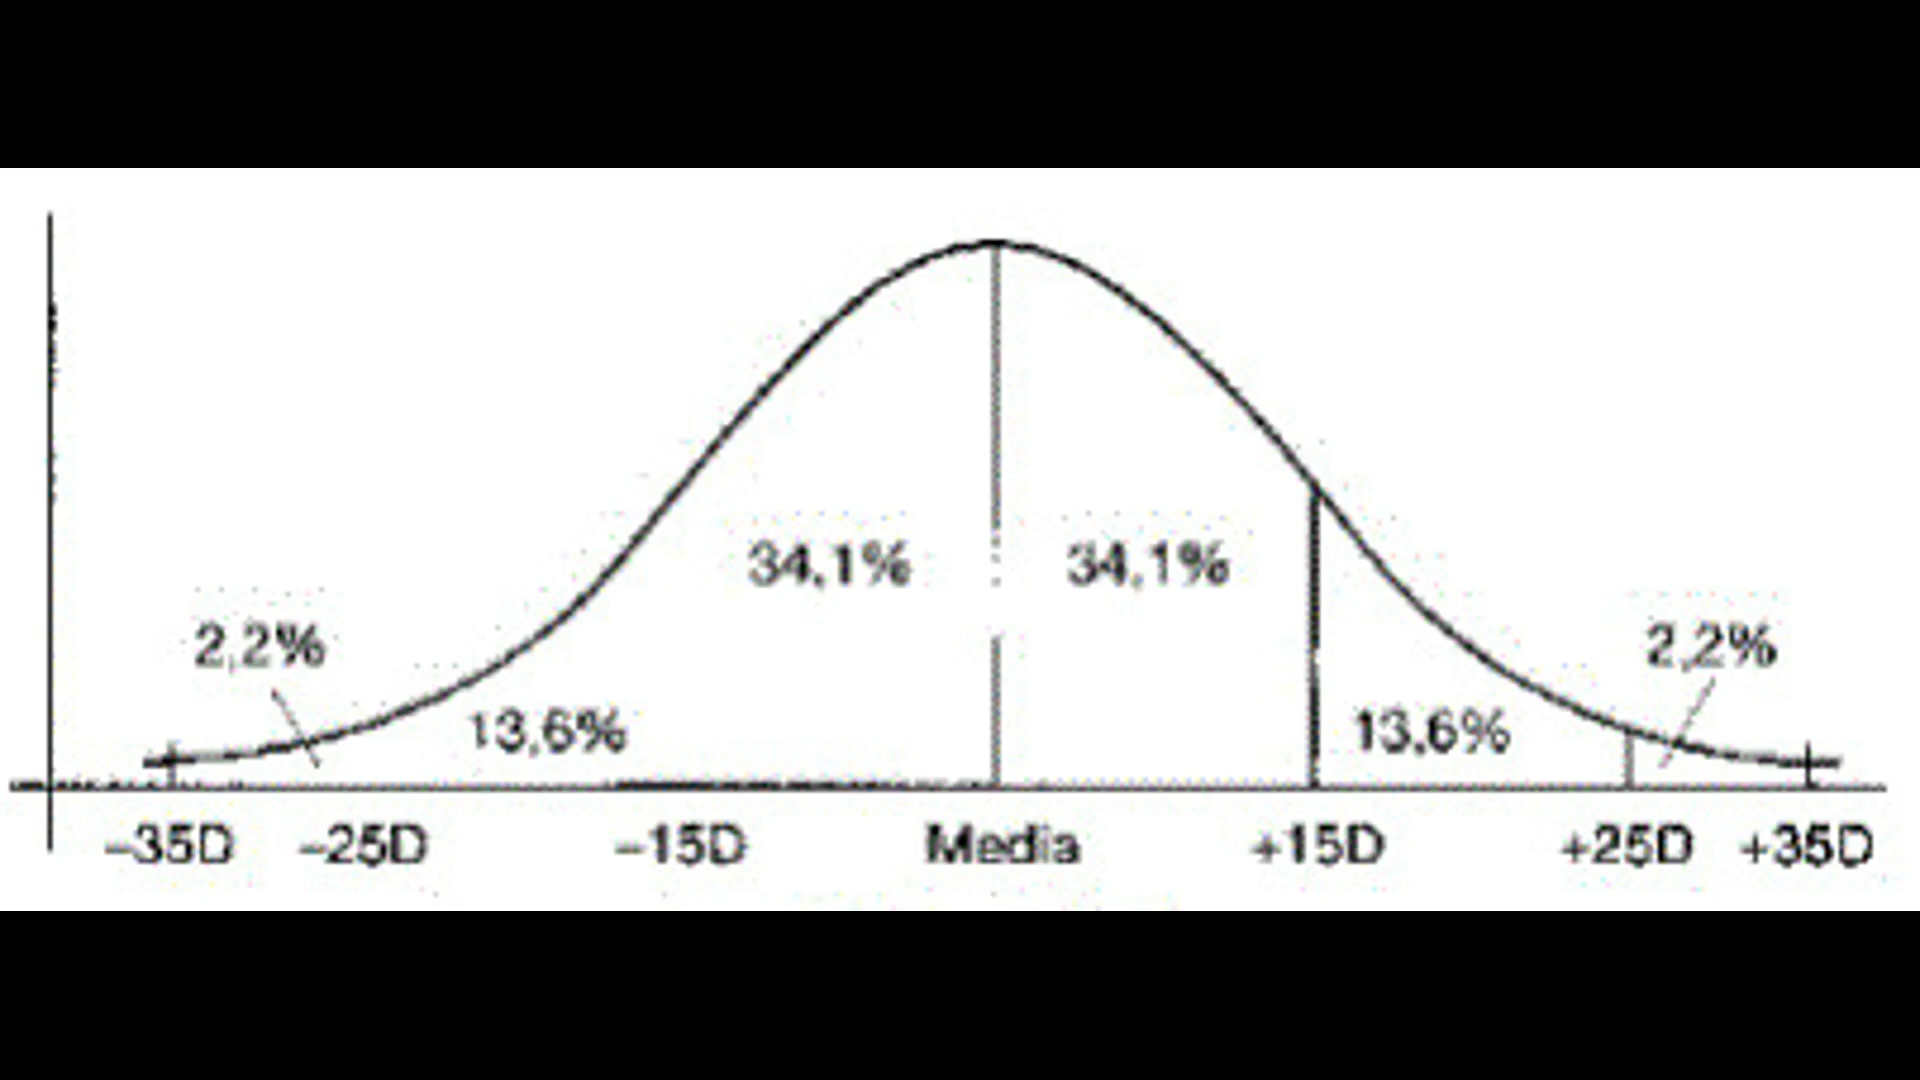 34,1% 34,1%
2,2% 2,2%
13,6% 13,6%
–3SD –2SD –1SD Media +1SD +2SD +3SD